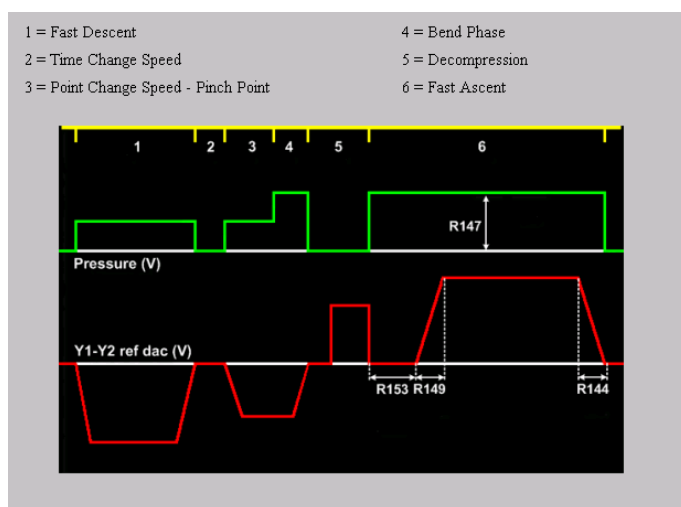 1 = Fast Descent
4 = Bend Phase
2 = Time Change Speed
5 = Decompression
3 = Point Change Speed - Pinch Point
6 = Fast Ascent
1 2 3 4 5 6
R147
Pressure (V)
Y1-Y2 ref dac (V)
R153 R149 R144